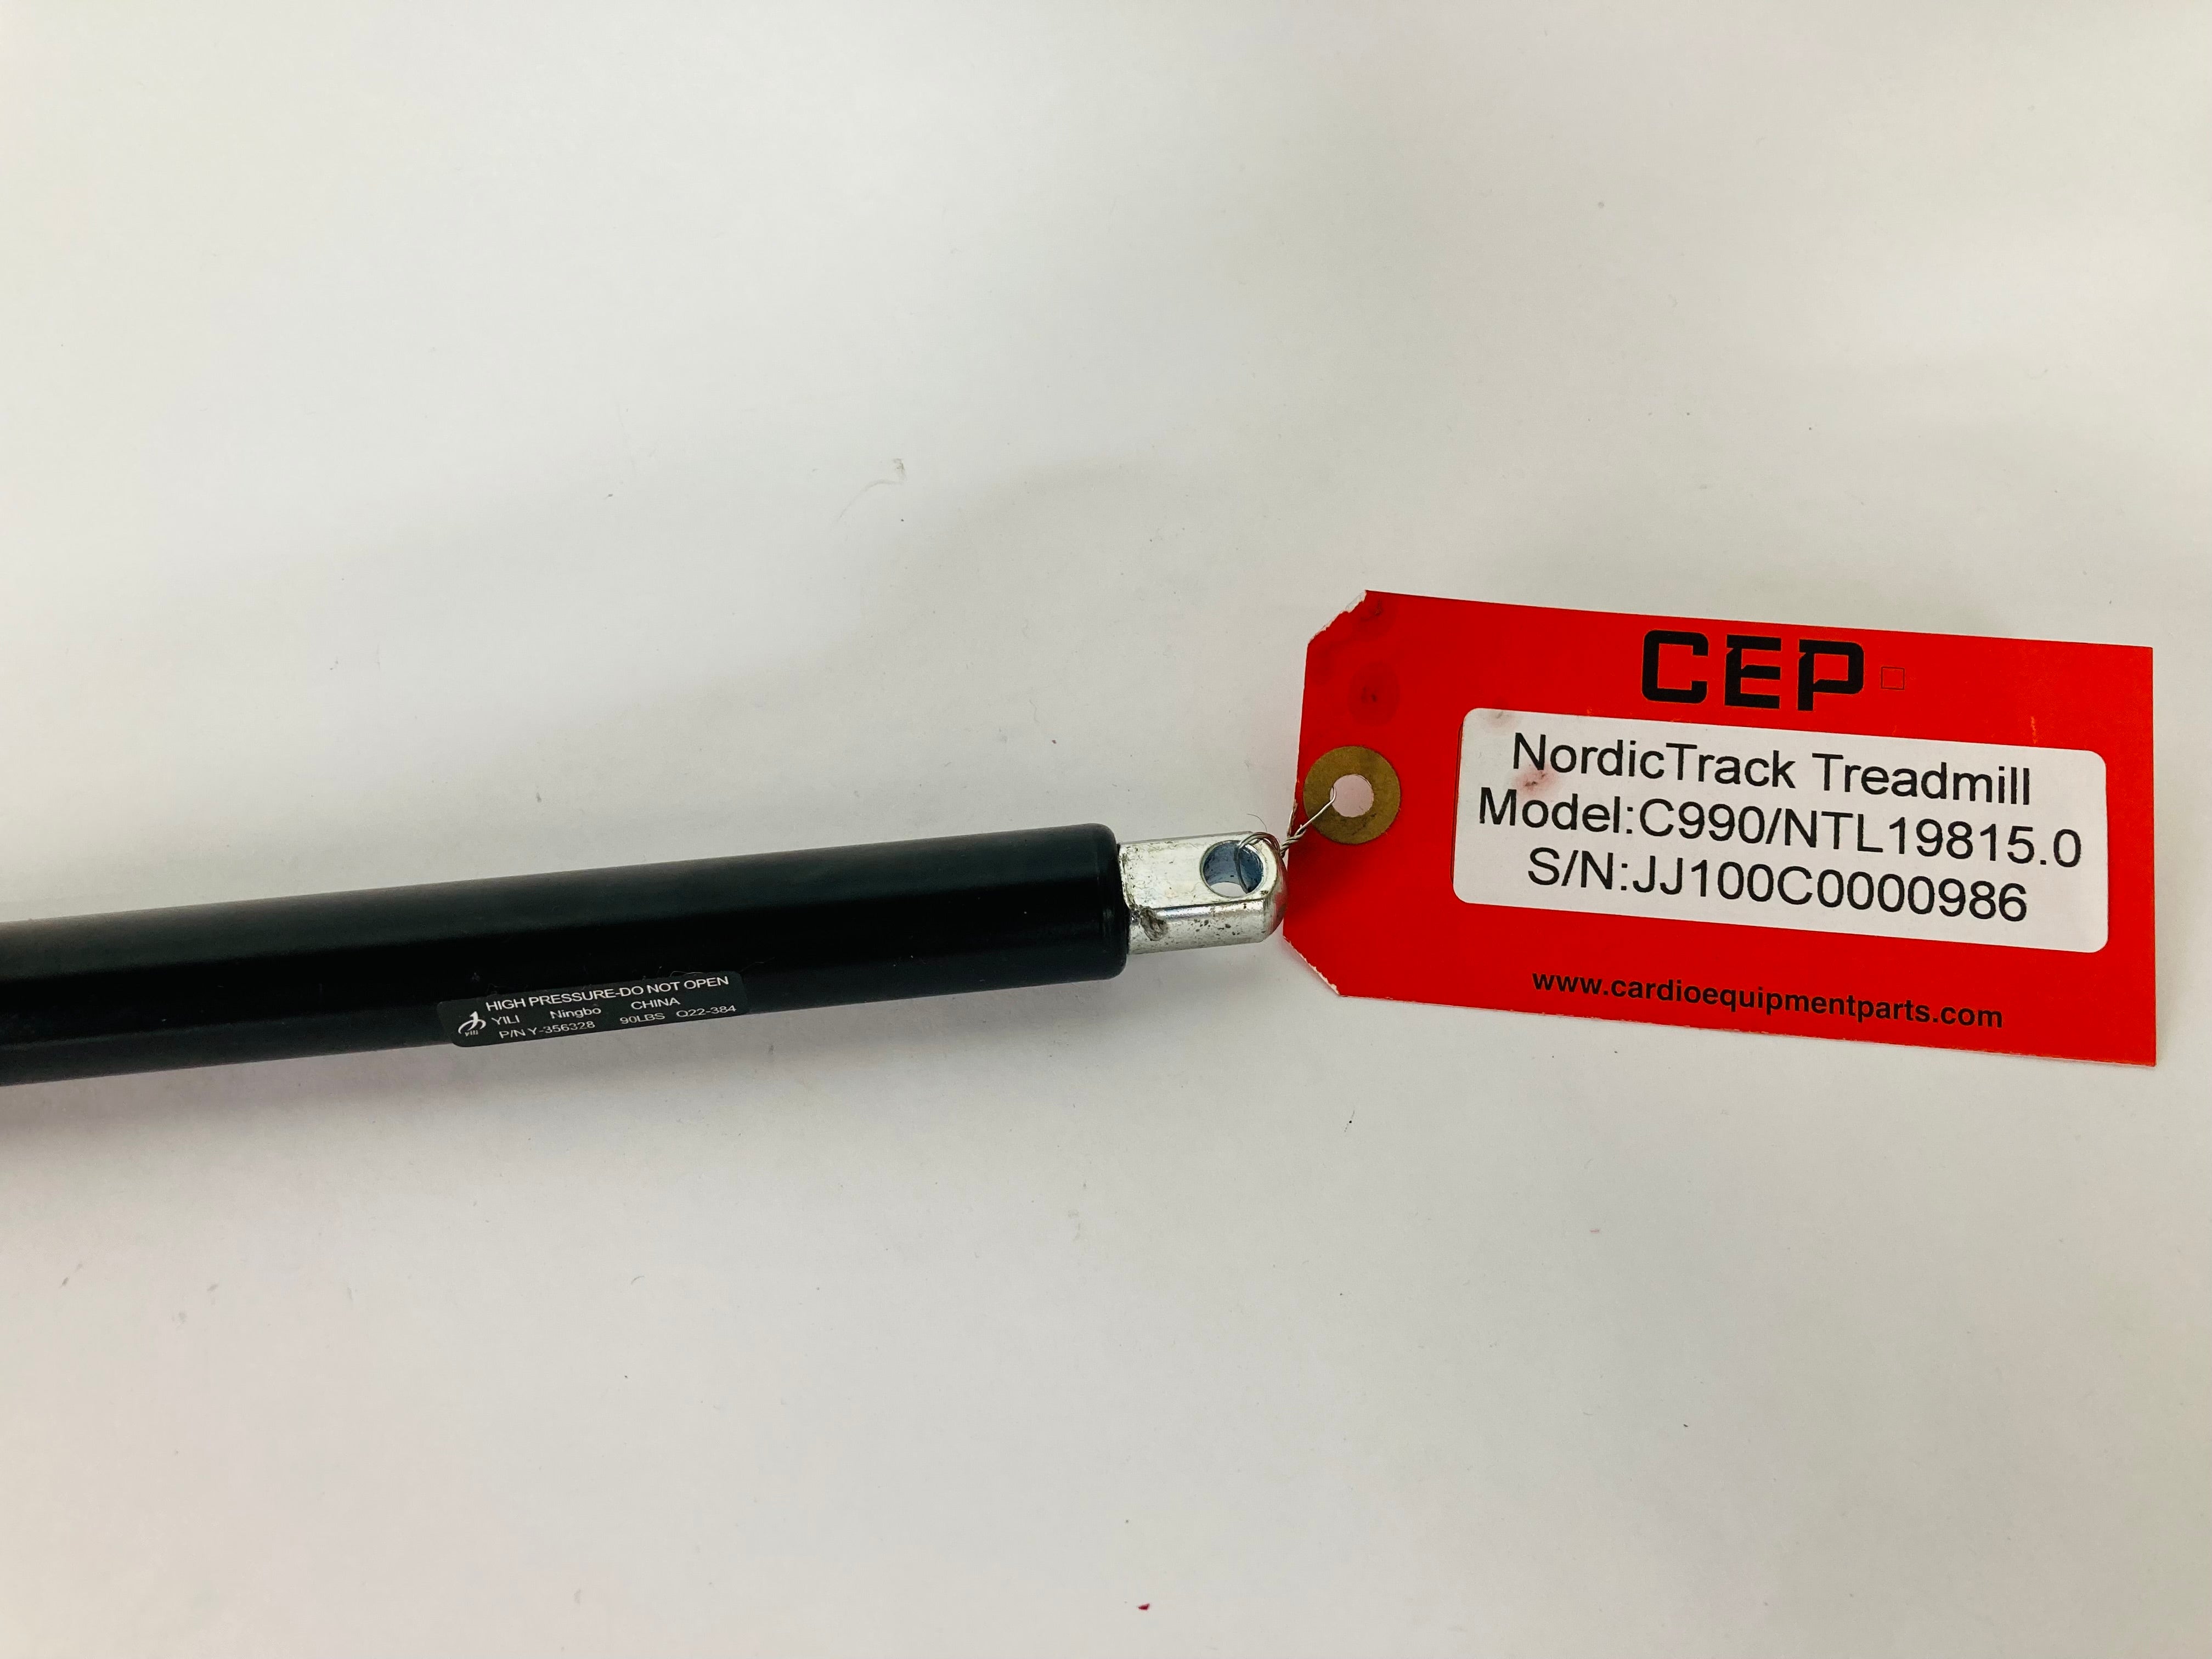 CEP
NordicTrack Treadmill
Model:C990/NTL19815.0
S/N:JJ100C0000986
www.cardioequipmentparts.com
HIGH PRESSURE-DO NOT OPEN
YILI Ningbo CHINA
P/N Y-356328 90LBS Q22-384